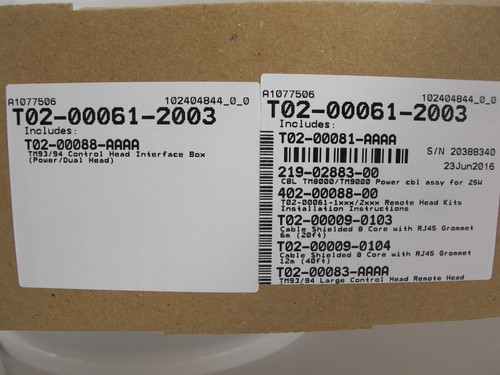 A1077506 102404844_0_0
T02-00061-2003
Includes:
T02-00088-AAAA
TM93/94 Control Head Interface Box
(Power/Dual Head)
A1077506 102404844_0_0
T02-00061-2003
Includes:
T02-00081-AAAA
S/N 20388340
23Jun2016
219-02883-00
CBL TM8000/TM9000 Power cbl assy for 25W
402-00088-00
T02-00061-1xxx/2xxx Remote Head Kits
Installation Instructions
T02-00009-0103
Cable Shielded 8 Core with RJ45 Grommet
6m (20ft)
T02-00009-0104
Cable Shielded 8 Core with RJ45 Grommet
12m (40ft)
T02-00083-AAAA
TM93/94 Large Control Head Remote Head